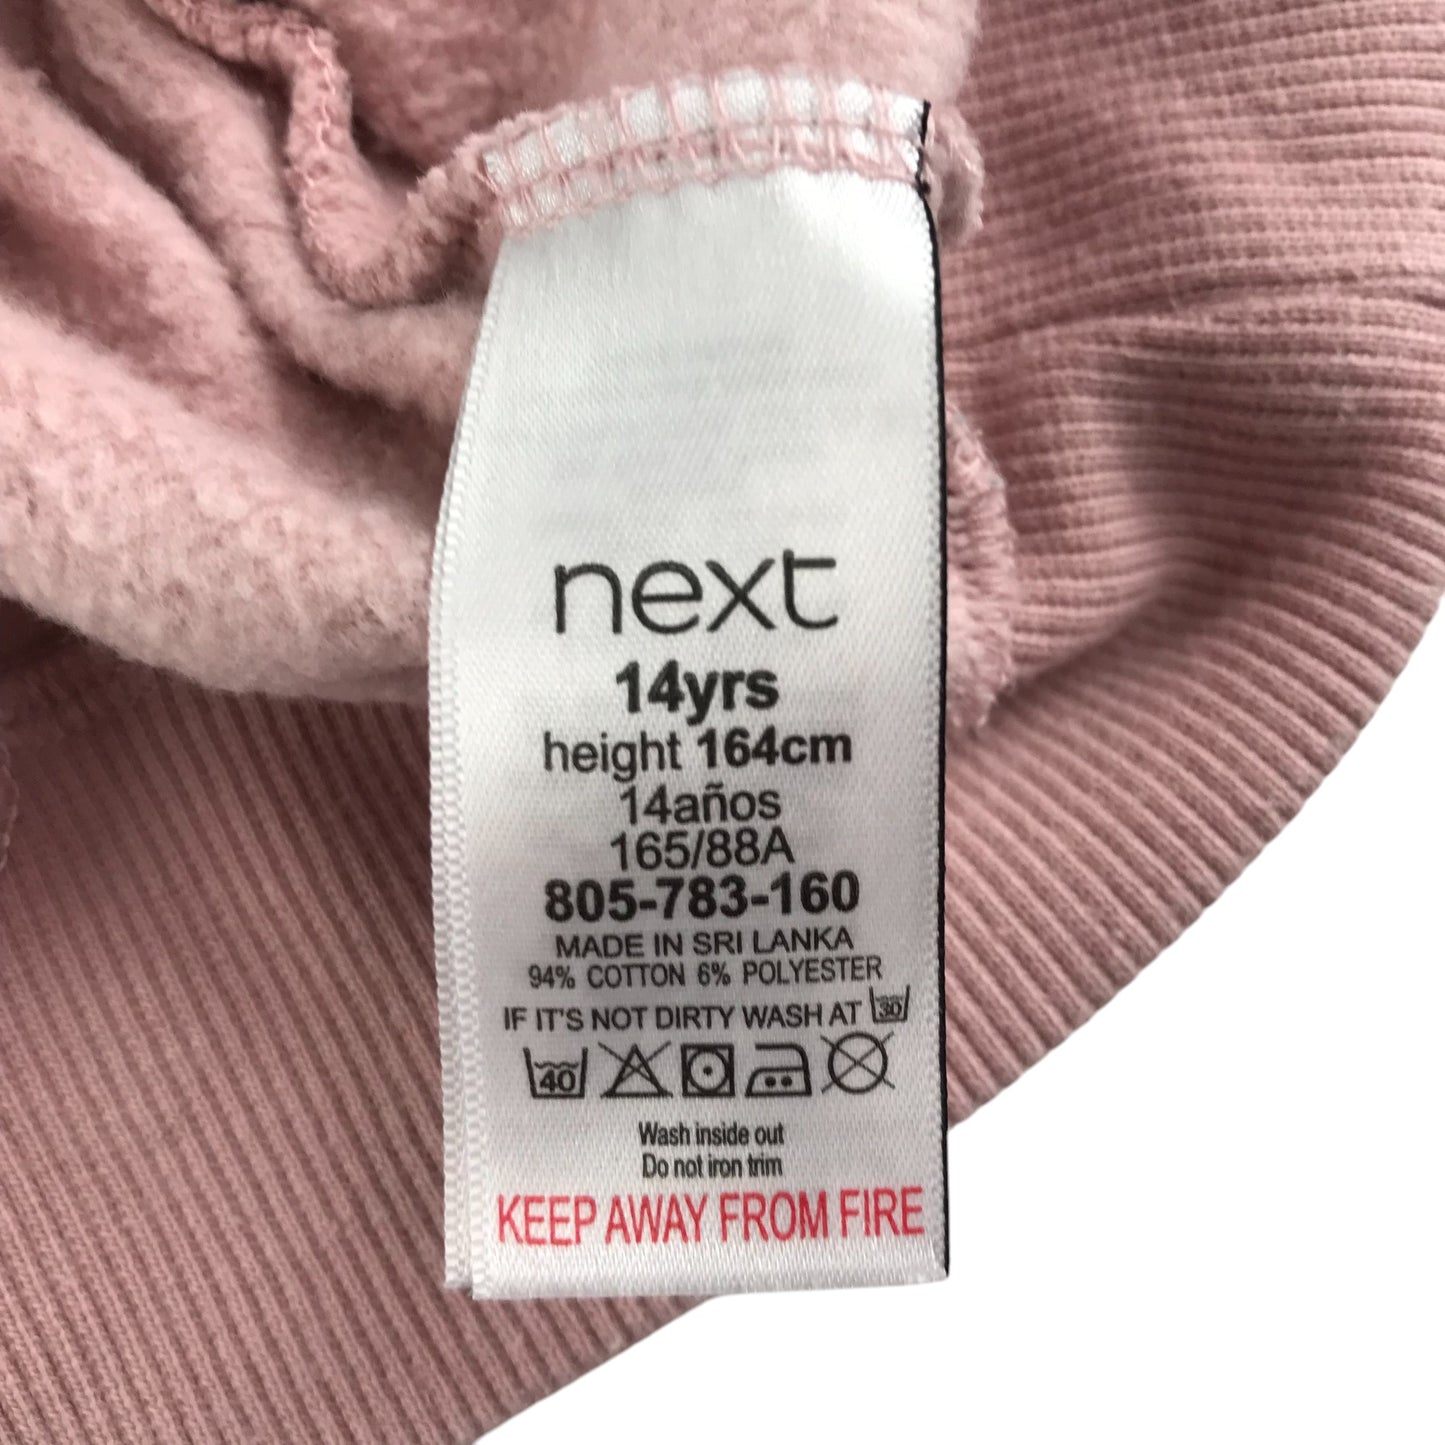 next
14yrs
height 164cm
14años
165/88A
805-783-160
MADE IN SRI LANKA
94% COTTON 6% POLYESTER
IF IT'S NOT DIRTY WASH AT 30
40
Wash inside out
Do not iron trim
KEEP AWAY FROM FIRE